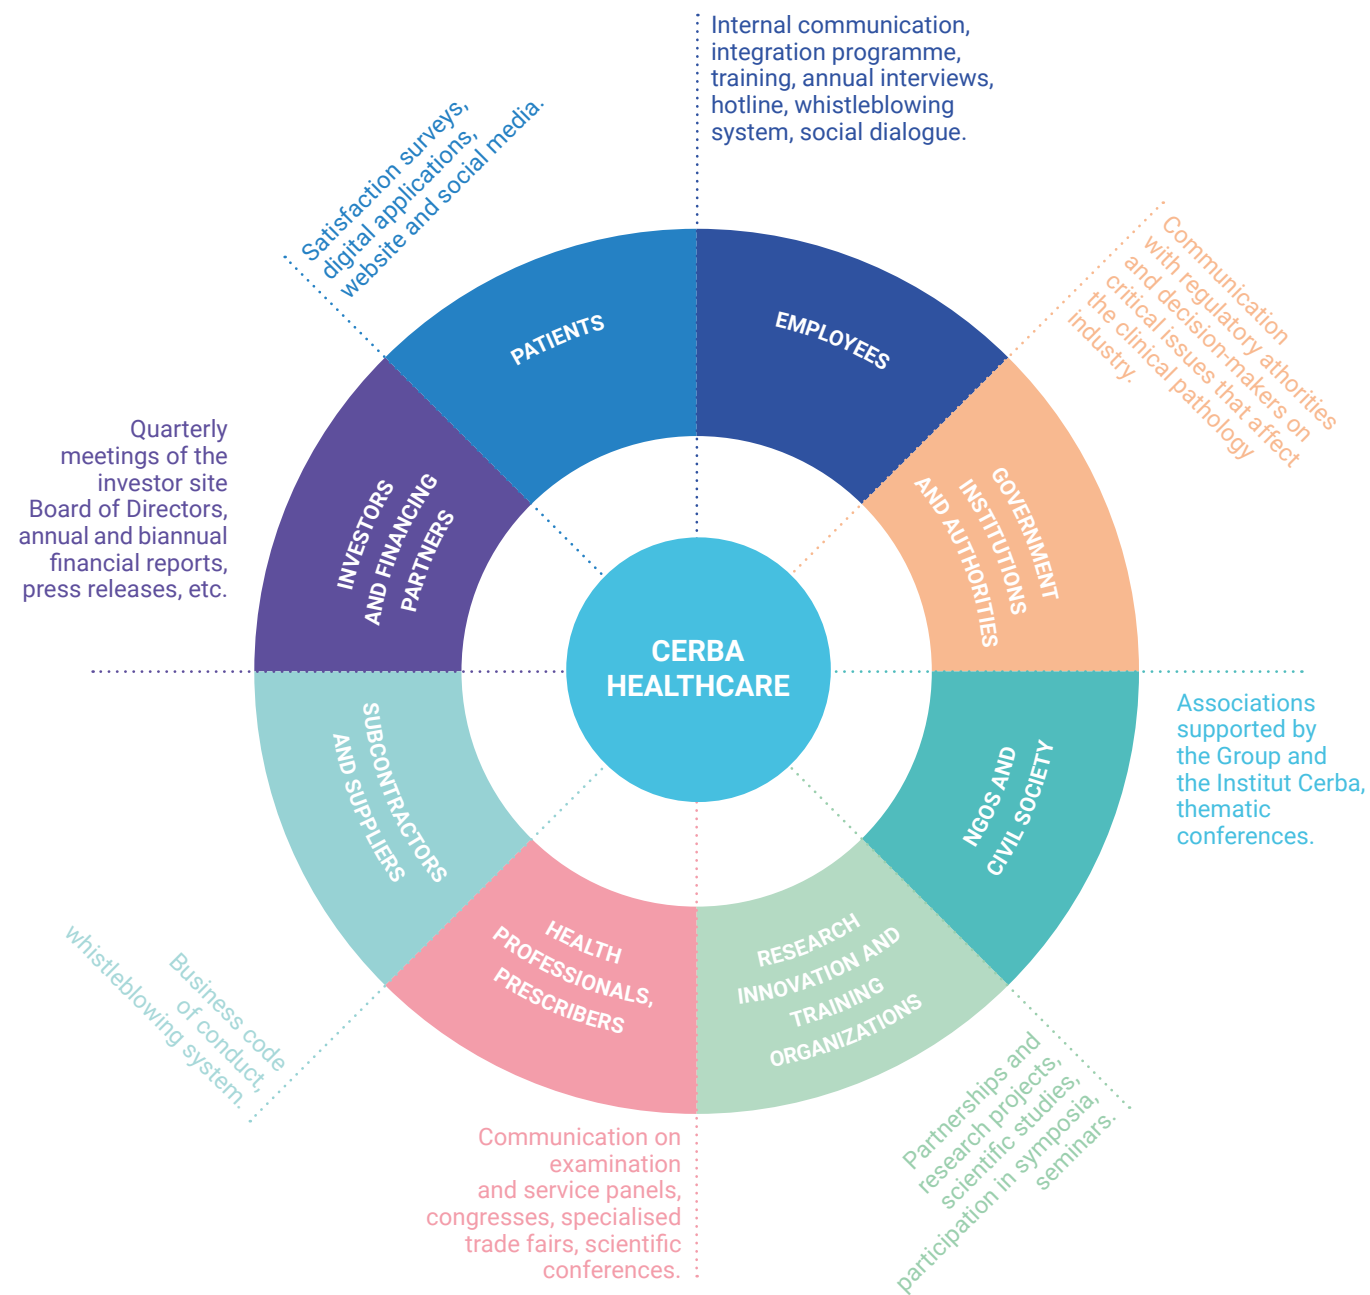 Internal communication,
integration programme,
training, annual interviews,
hotline, whistleblowing
system, social dialogue.
Satisfaction surveys,
digital applications,
website and social media.
Communication
with regulatory athorities
and decision-makers on
critical issues that affect
the clinical pathology
industry.
PATIENTS
EMPLOYEES
Quarterly
meetings of the
investor site
Board of Directors,
annual and biannual
financial reports,
press releases, etc.
INVESTORS
AND FINANCING
PARTNERS
GOVERNMENT
INSTITUTIONS
AND AUTHORITIES
CERBA
HEALTHCARE
SUBCONTRACTORS
AND SUPPLIERS
NGOS AND
CIVIL SOCIETY
Associations
supported by
the Group and
the Institut Cerba,
thematic
conferences.
HEALTH
PROFESSIONALS,
PRESCRIBERS
RESEARCH
INNOVATION AND
TRAINING
ORGANIZATIONS
Business code
of conduct,
whistleblowing system.
Communication on
examination
and service panels,
congresses, specialised
trade fairs, scientific
conferences.
Partnerships and
research projects,
scientific studies,
participation in symposia,
seminars.